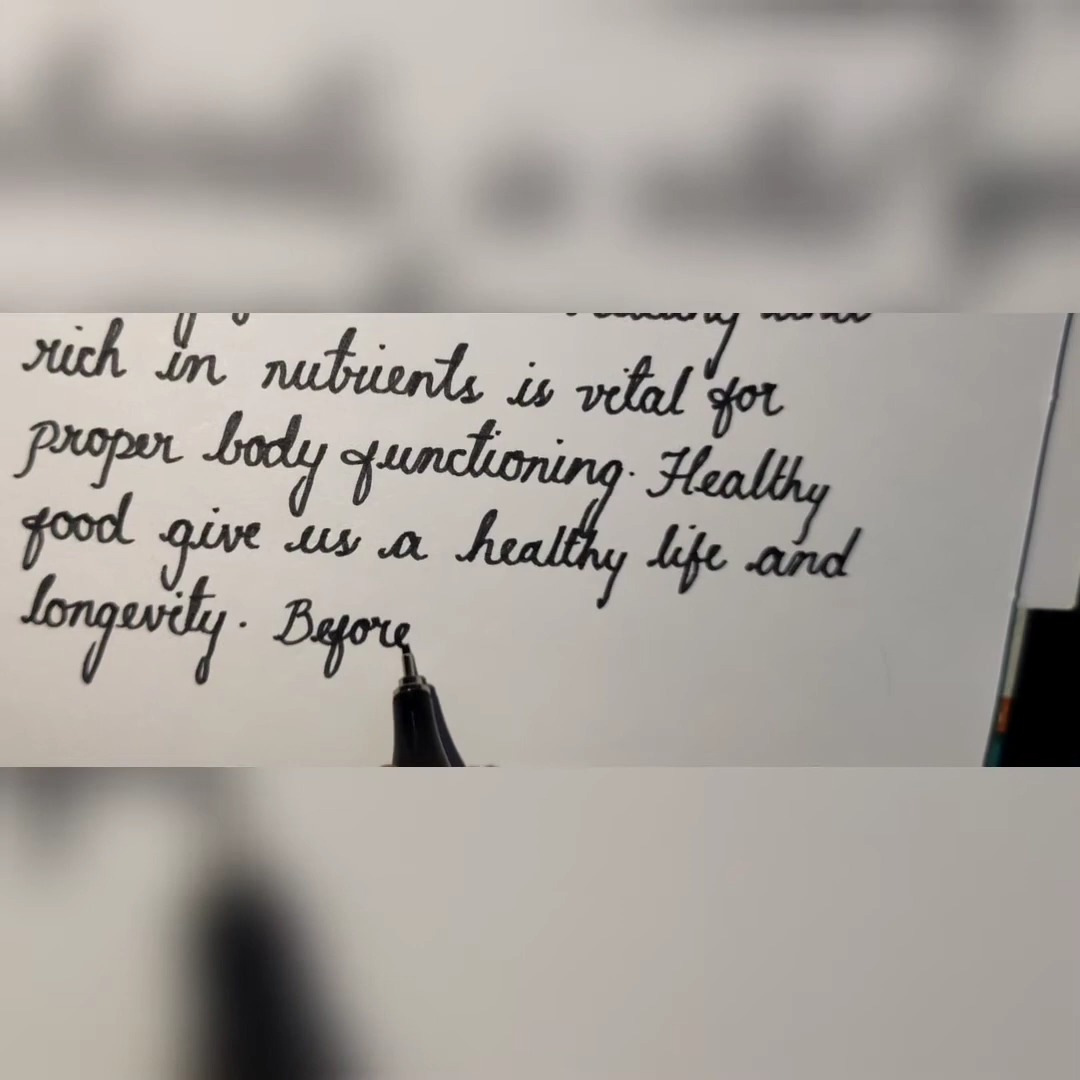 rich in nutrients is vital for
proper body functioning. Healthy
food give us a healthy life and
longevity. Before